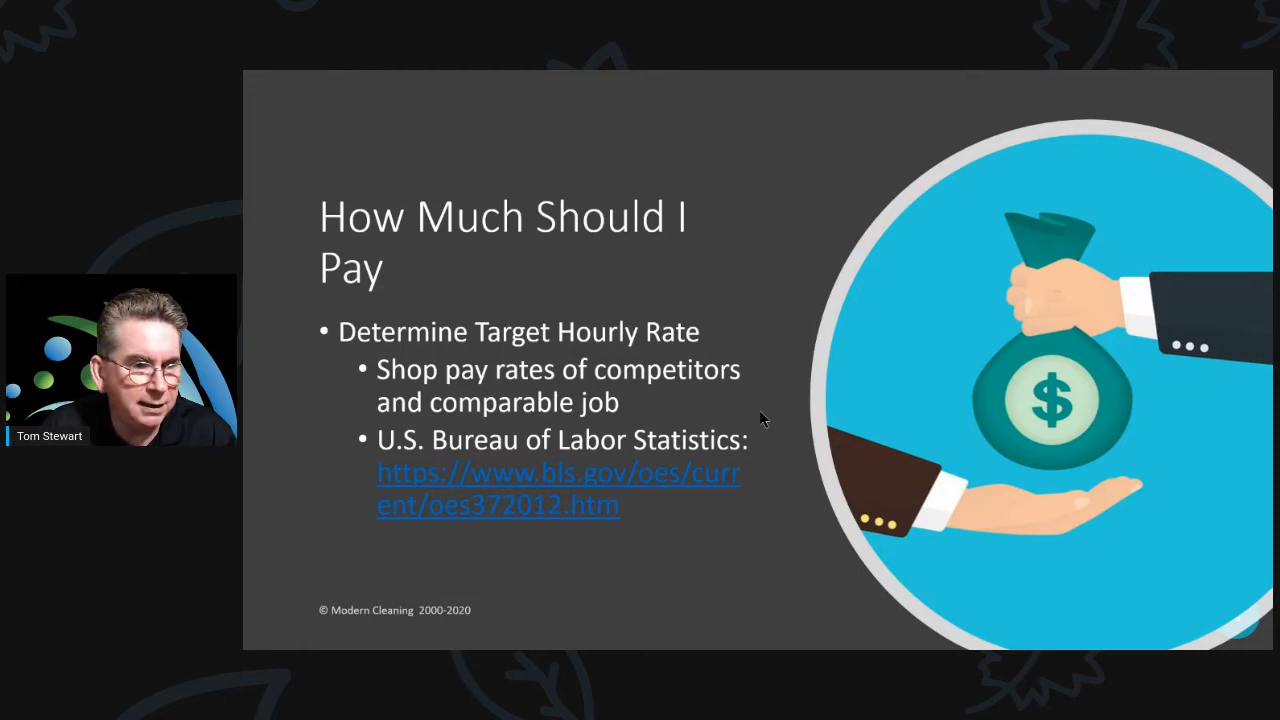 How Much Should I
Pay
• Determine Target Hourly Rate
• Shop pay rates of competitors
and comparable job
• U.S. Bureau of Labor Statistics:
https://www.bls.gov/oes/curr
ent/oes372012.htm
© Modern Cleaning 2000-2020
Tom Stewart
$